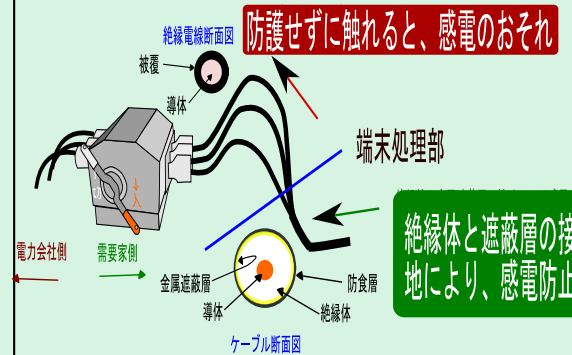 防護せずに触れると、感電のおそれ
絶縁電線断面図
被覆
導体
端末処理部
入
電力会社側
需要家側
絶縁体と遮蔽層の接
地により、感電防止
金属遮蔽層
防食層
導体
絶縁体
ケーブル断面図